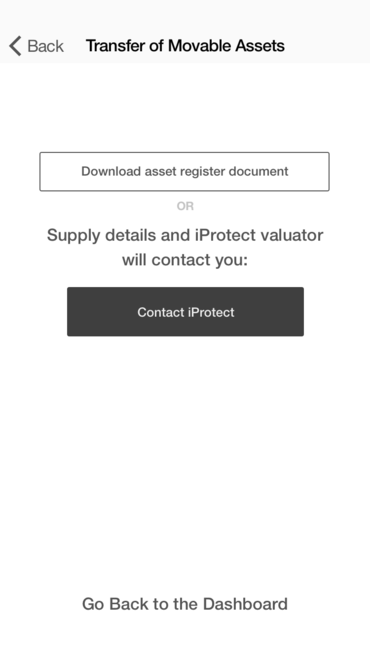 Back Transfer of Movable Assets
Download asset register document
OR
Supply details and iProtect valuator
will contact you:
Contact iProtect
Go Back to the Dashboard